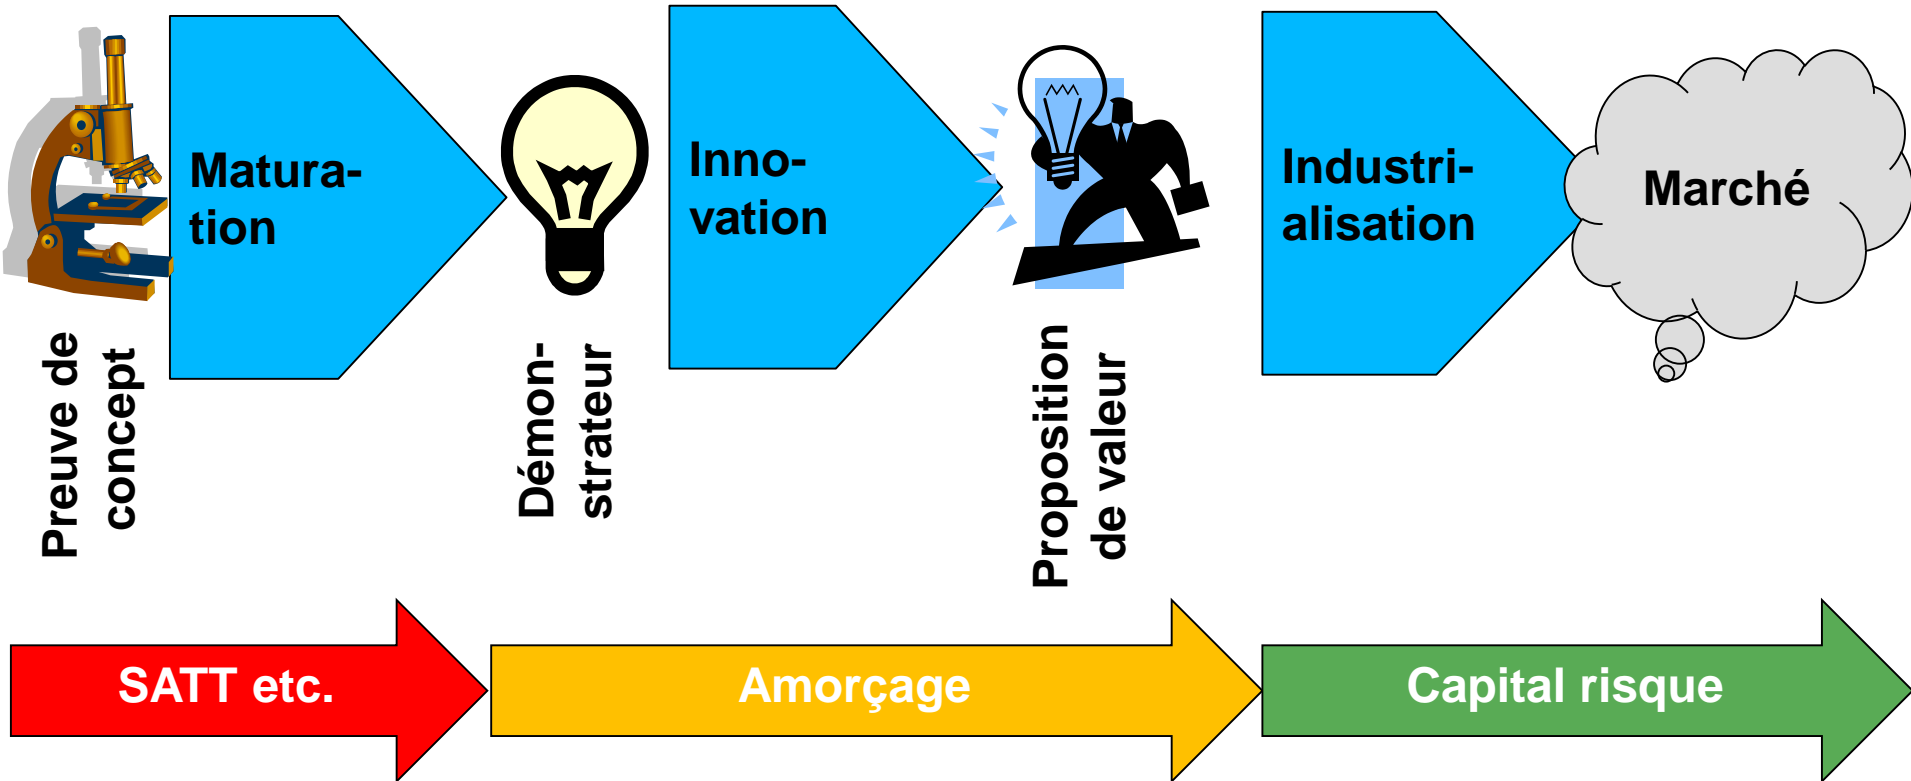 Matura-
tion
Inno-
vation
Industri-
alisation
Marché
Preuve de
concept
Démon-
strateur
Proposition
de valeur
SATT etc.
Amorçage
Capital risque